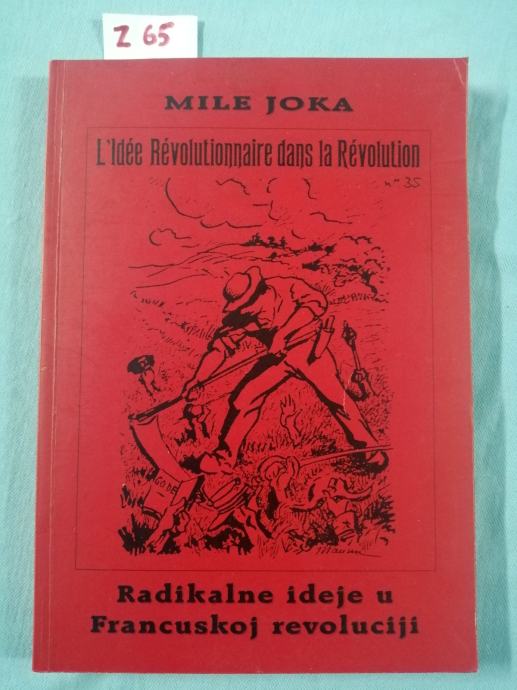 Z 65
MILE JOKA
L'Idée Révolutionnaire dans la Révolution
n° 35
Radikalne ideje u
Francuskoj revoluciji